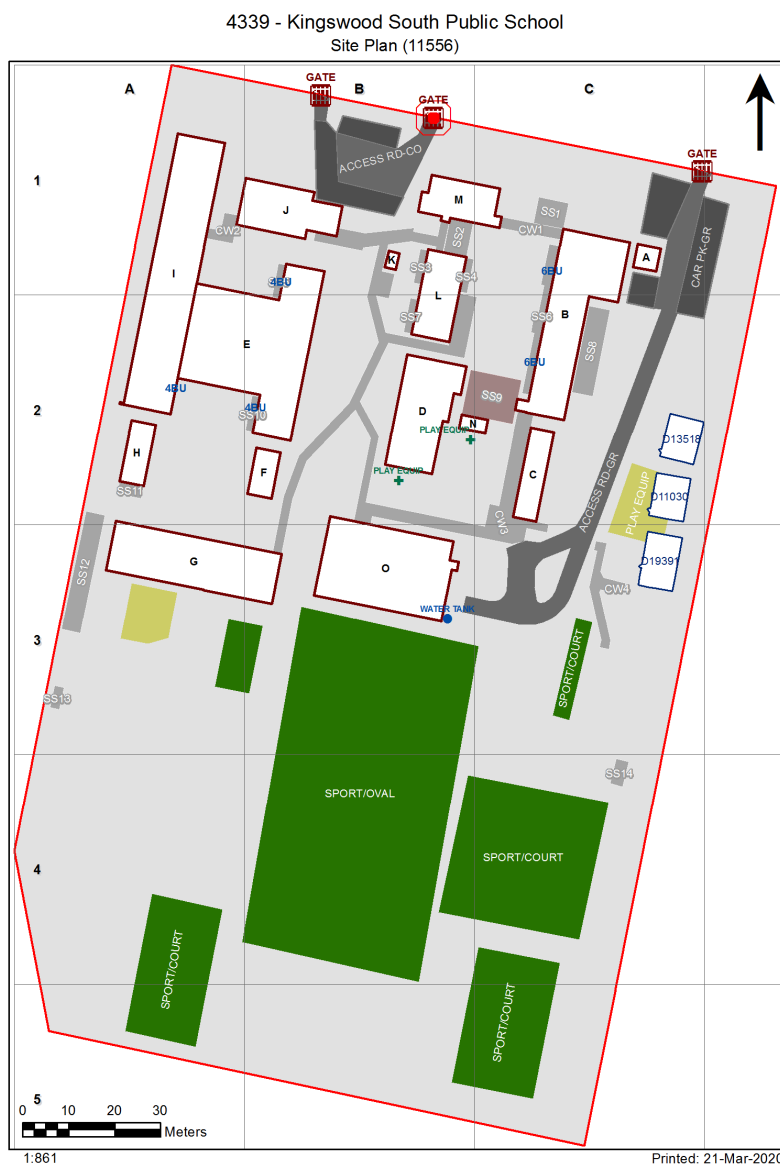 4339 - Kingswood South Public School
Site Plan (11556)
GATE
A
B
C
GATE
ACCESS RD-CO
GATE
1
M
SS1
J
CW2
SS2
CW1
CAR PK-GR
I
K
SS3
SS4
6BU
A
4BU
L
B
SS7
SS6
E
SS8
4BU
6BU
2
SS9
4BU
SS10
D
N
PLAY EQUIP
D13518
H
F
PLAY EQUIP
C
ACCESS RD-GR
PLAY EQUIP
D11030
SS11
CW3
SS12
G
O
D19391
CW4
WATER TANK
3
SPORT/COURT
SS13
SS14
SPORT/OVAL
4
SPORT/COURT
SPORT/COURT
SPORT/COURT
5
0 10 20 30
Meters
1:861
Printed: 21-Mar-2020